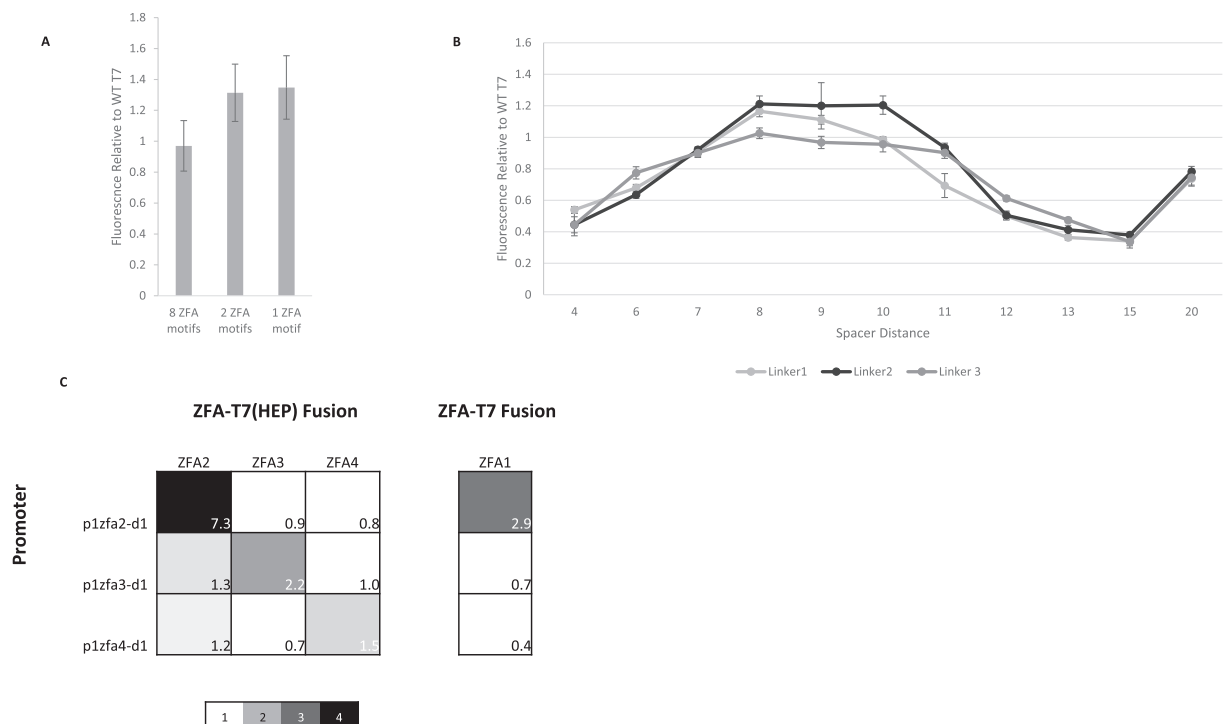 A
Fluorescnce Relative to WT T7
1.8
1.6
1.4
1.2
1
0.8
0.6
0.4
0.2
0
8 ZFA motifs
2 ZFA motifs
1 ZFA motif
B
Fluorescence Relative to WT T7
1.6
1.4
1.2
1
0.8
0.6
0.4
0.2
0
4 6 7 8 9 10 11 12 13 15 20
Spacer Distance
Linker1 Linker2 Linker 3
C
ZFA-T7(HEP) Fusion
ZFA-T7 Fusion
ZFA2 ZFA3 ZFA4 ZFA1
Promoter
p1zfa2-d1 7.3 0.9 0.8 2.9
p1zfa3-d1 1.3 2.2 1.0 0.7
p1zfa4-d1 1.2 0.7 1.5 0.4
1 2 3 4